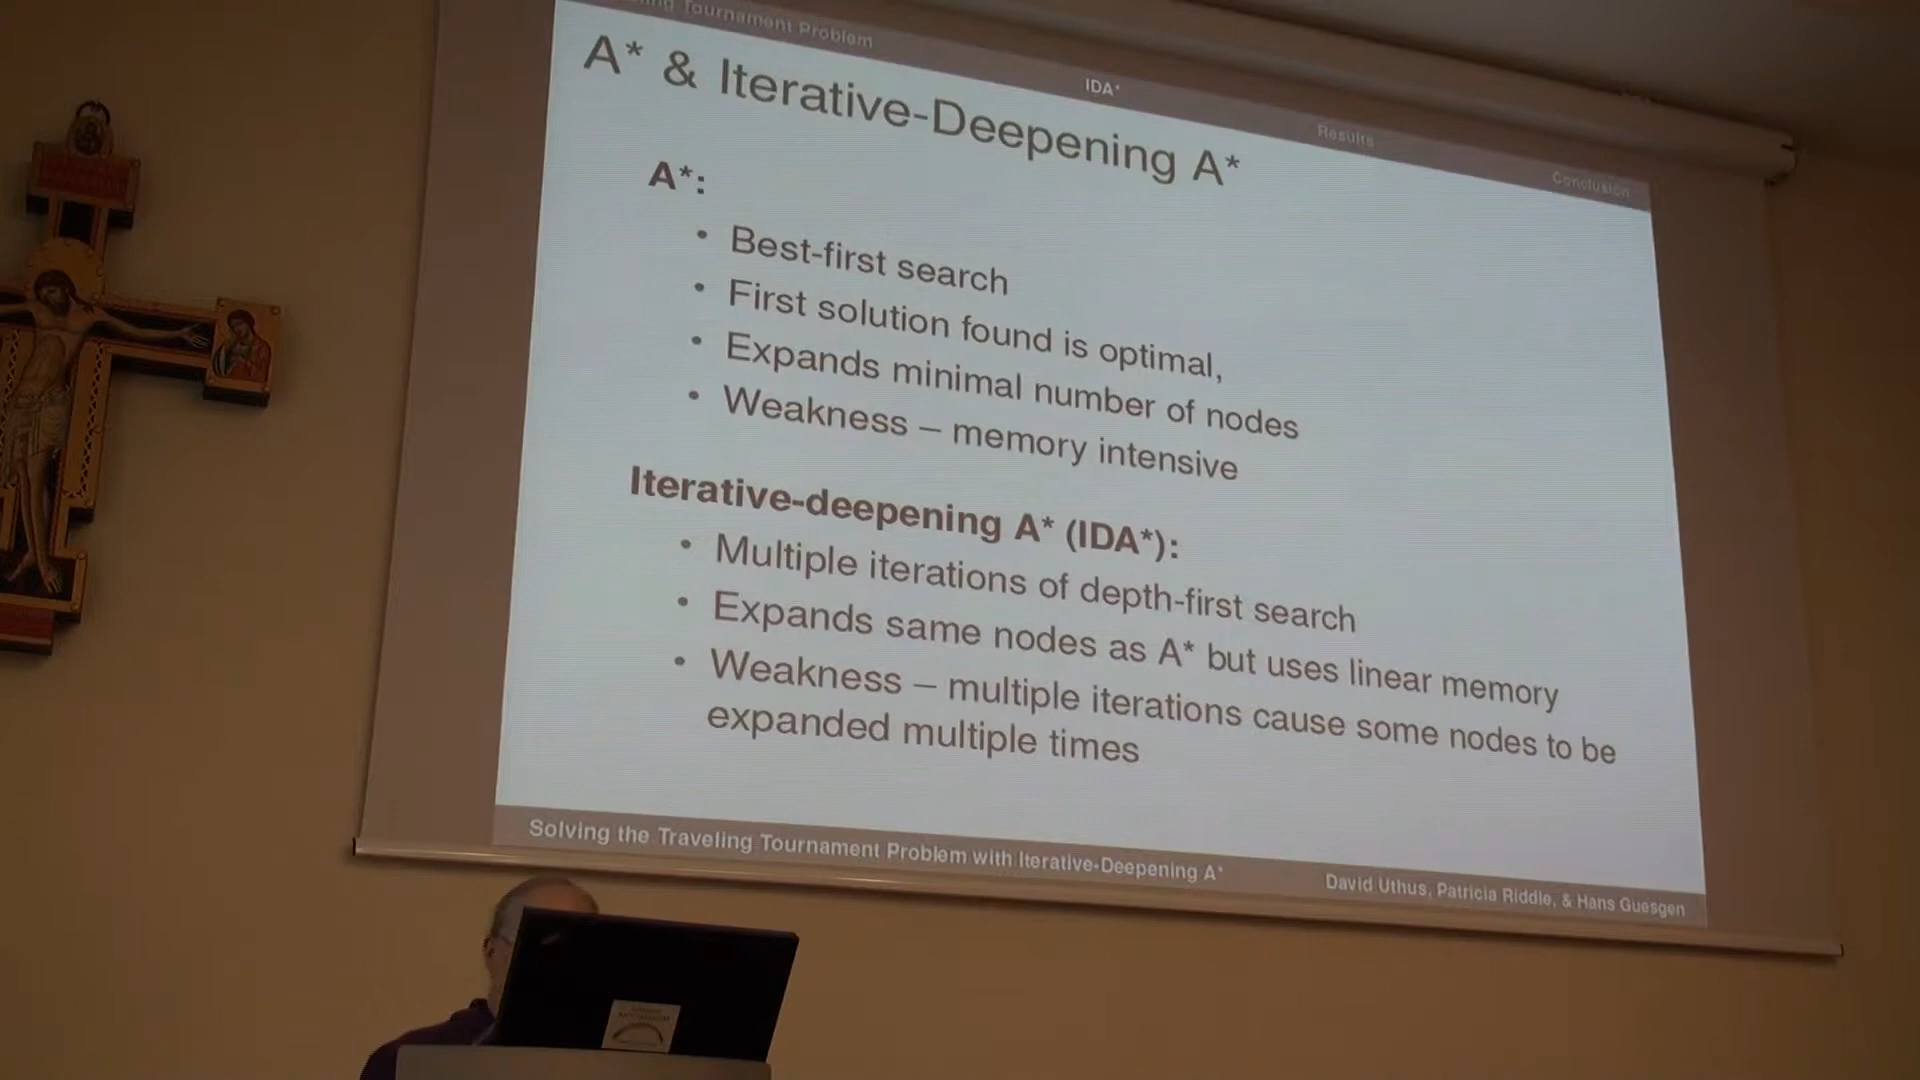 Tournament Problem
IDA*
Results
Conclusion
A* & Iterative-Deepening A*
A*:
• Best-first search
• First solution found is optimal,
• Expands minimal number of nodes
• Weakness – memory intensive
Iterative-deepening A* (IDA*):
• Multiple iterations of depth-first search
• Expands same nodes as A* but uses linear memory
• Weakness – multiple iterations cause some nodes to be
expanded multiple times
Solving the Traveling Tournament Problem with Iterative-Deepening A*
David Uthus, Patricia Riddle, & Hans Guesgen